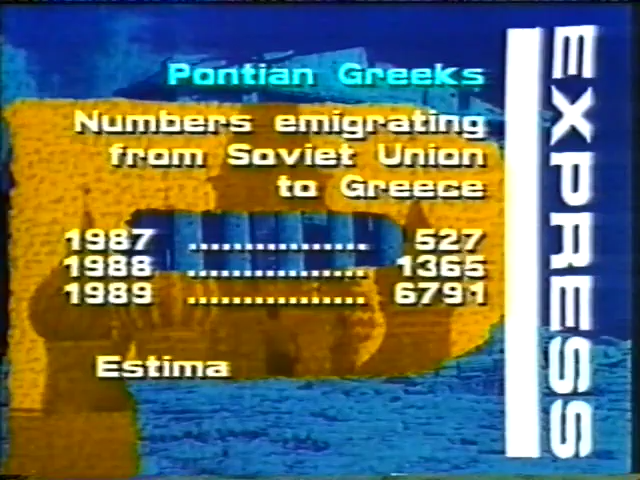 Pontian Greeks
Numbers emigrating
from Soviet Union
to Greece
1987 .................. 527
1988 .................. 1365
1989 .................. 6791
Estima
EXPRESS